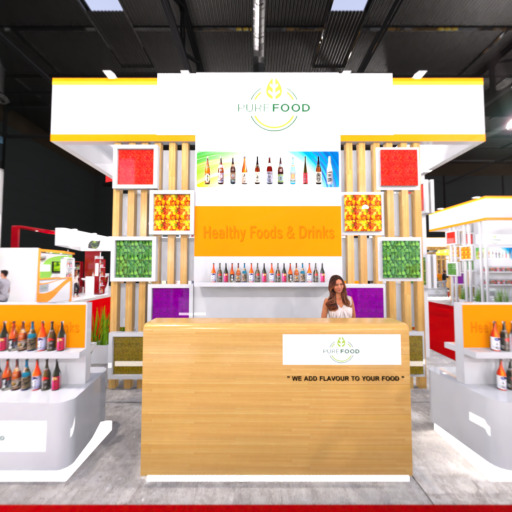 PURE FOOD
Healthy Foods & Drinks
PURE FOOD
" WE ADD FLAVOUR TO YOUR FOOD "